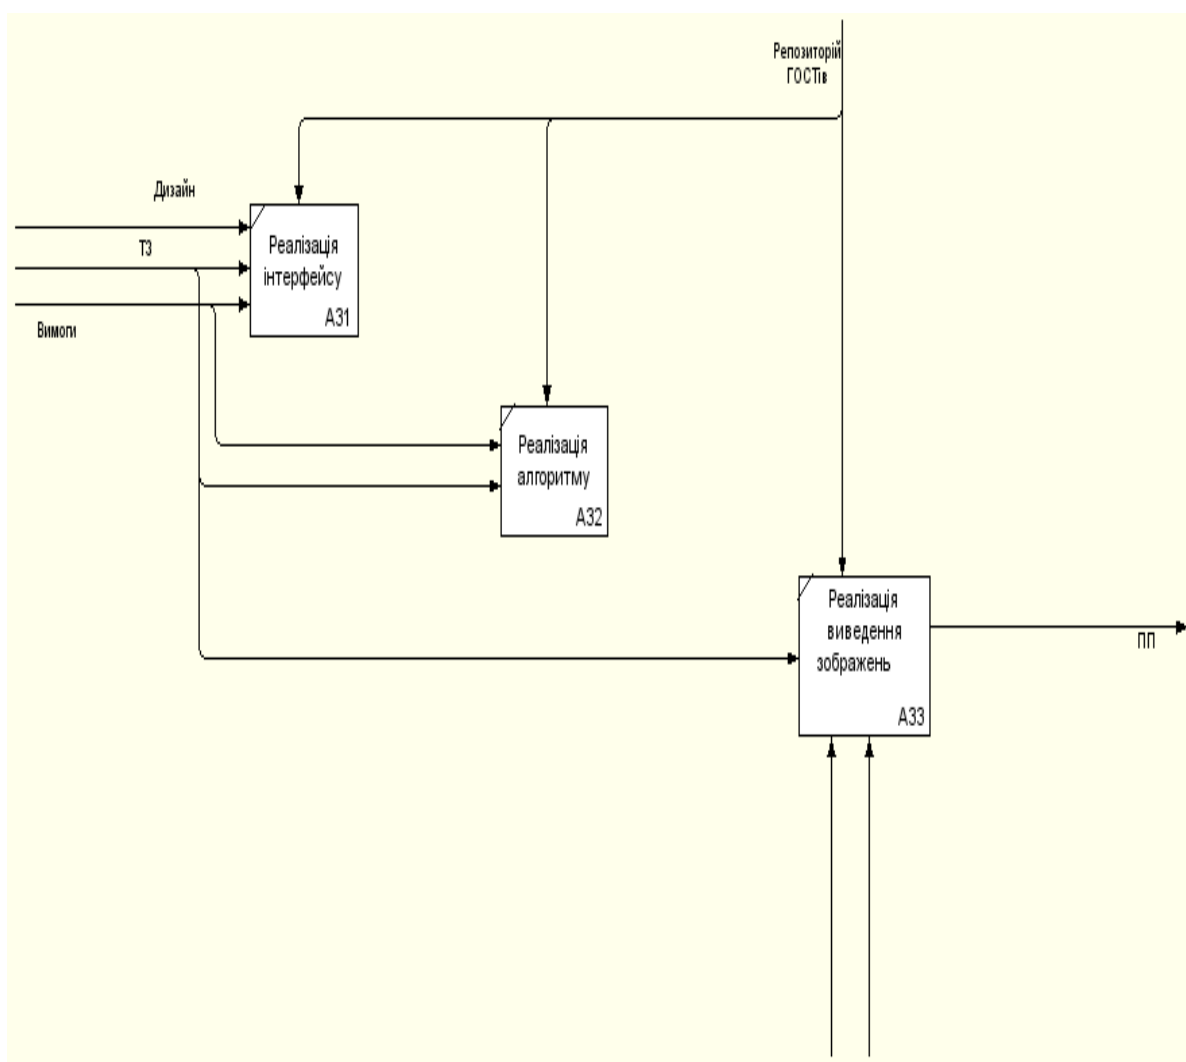 Репозиторій
ГОСТів
Дизайн
ТЗ
Вимоги
Реалізація
інтерфейсу
А31
Реалізація
алгоритму
А32
Реалізація
виведення
зображень
А33
ПП